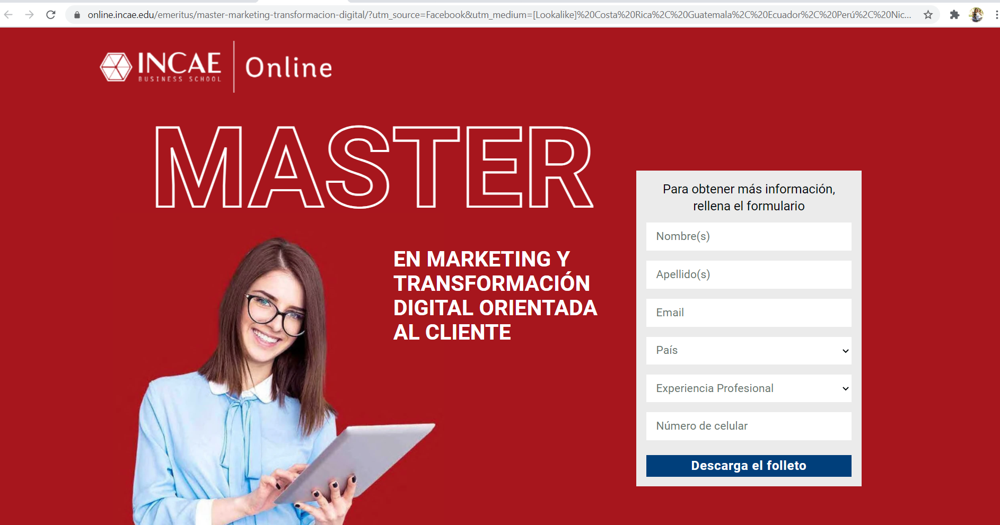 online.incae.edu/emeritus/master-marketing-transformacion-digital/?utm_source=Facebook&utm_medium=[Lookalike]%20Costa%20Rica%2C%20Guatemala%2C%20Ecuador%2C%20Perú%2C%20Nic...
INCAE
BUSINESS SCHOOL
Online
MASTER
EN MARKETING Y
TRANSFORMACIÓN
DIGITAL ORIENTADA
AL CLIENTE
Para obtener más información,
rellena el formulario
Nombre(s)
Apellido(s)
Email
País
Experiencia Profesional
Número de celular
Descarga el folleto